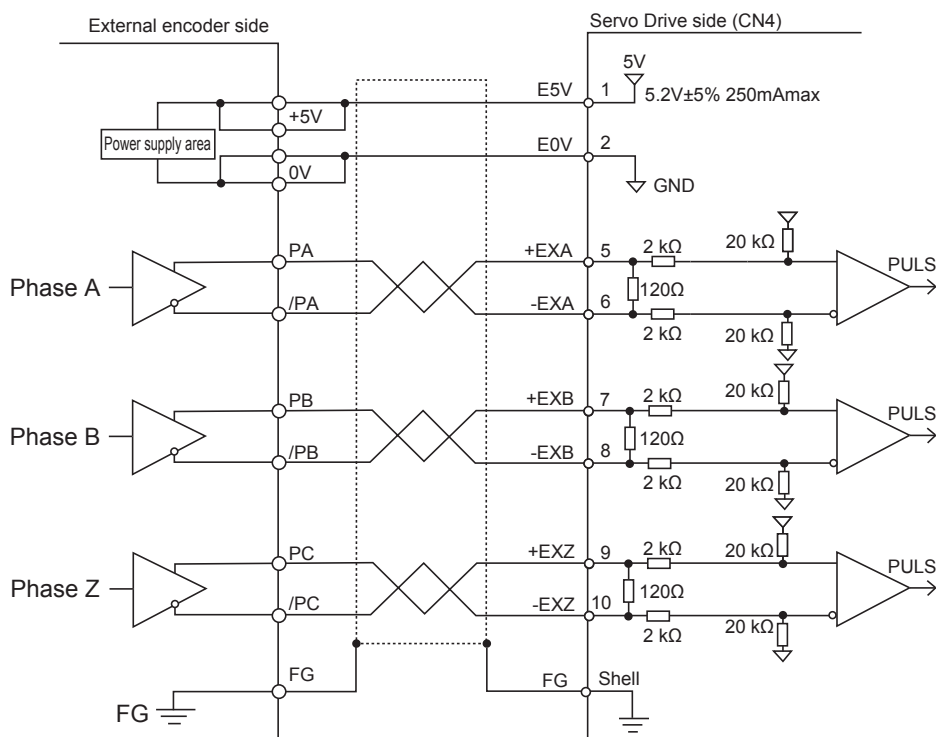 External encoder side
Servo Drive side (CN4)
5V
E5V
1
5.2V±5% 250mAmax
+5V
Power supply area
E0V
2
0V
GND
PA
+EXA
5
2 kΩ
20 kΩ
PULS
Phase A
120Ω
/PA
-EXA
6
2 kΩ
20 kΩ
PB
+EXB
7
2 kΩ
20 kΩ
PULS
Phase B
120Ω
/PB
-EXB
8
2 kΩ
20 kΩ
PC
+EXZ
9
2 kΩ
20 kΩ
PULS
Phase Z
120Ω
/PC
-EXZ
10
2 kΩ
20 kΩ
FG
FG
Shell
FG